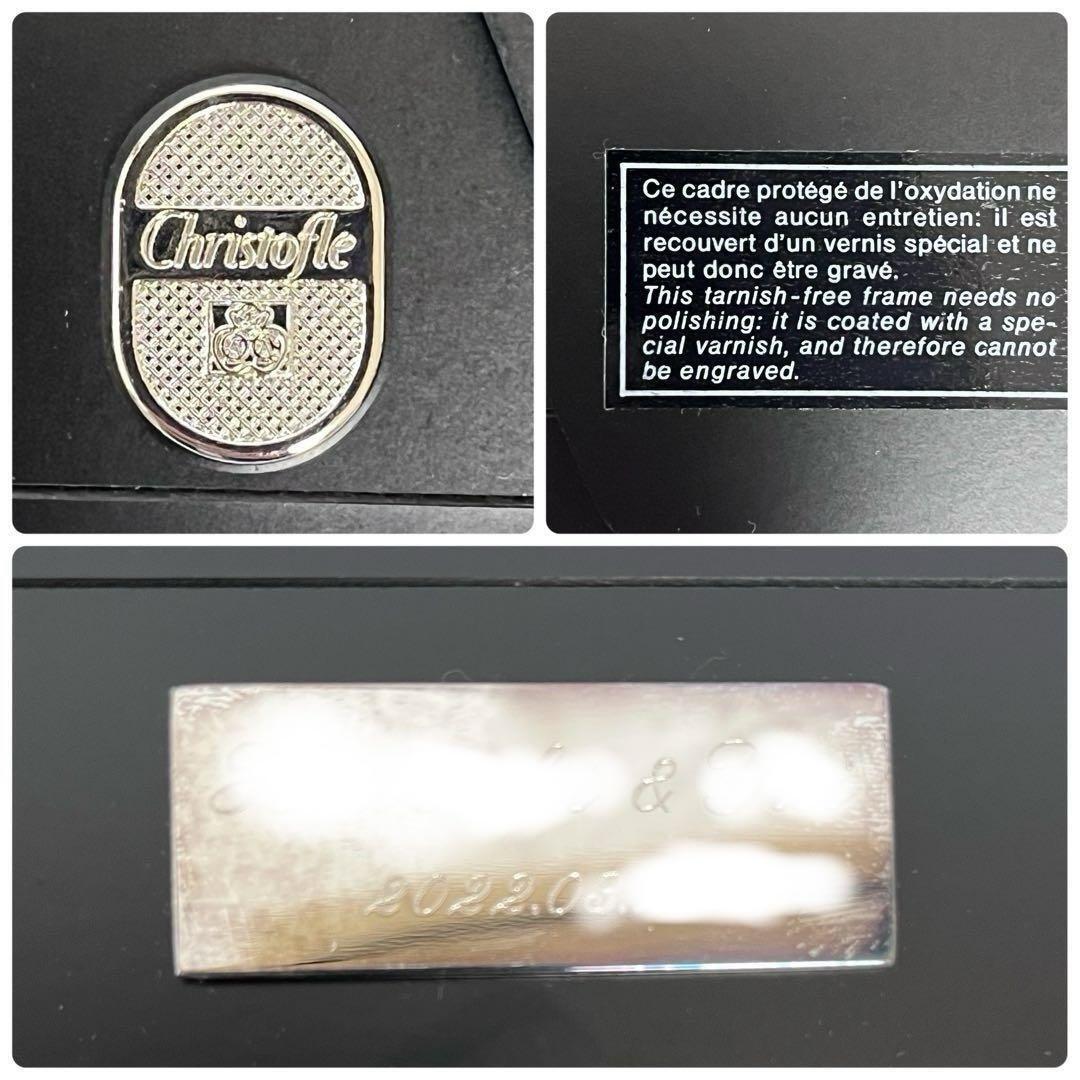 Christofle
Ce cadre protégé de l'oxydation ne
nécessite aucun entretien: il est
recouvert d'un vernis spécial et ne
peut donc être gravé.
This tarnish-free frame needs no
polishing: it is coated with a spe-
cial varnish, and therefore cannot
be engraved.
&
2022.03.